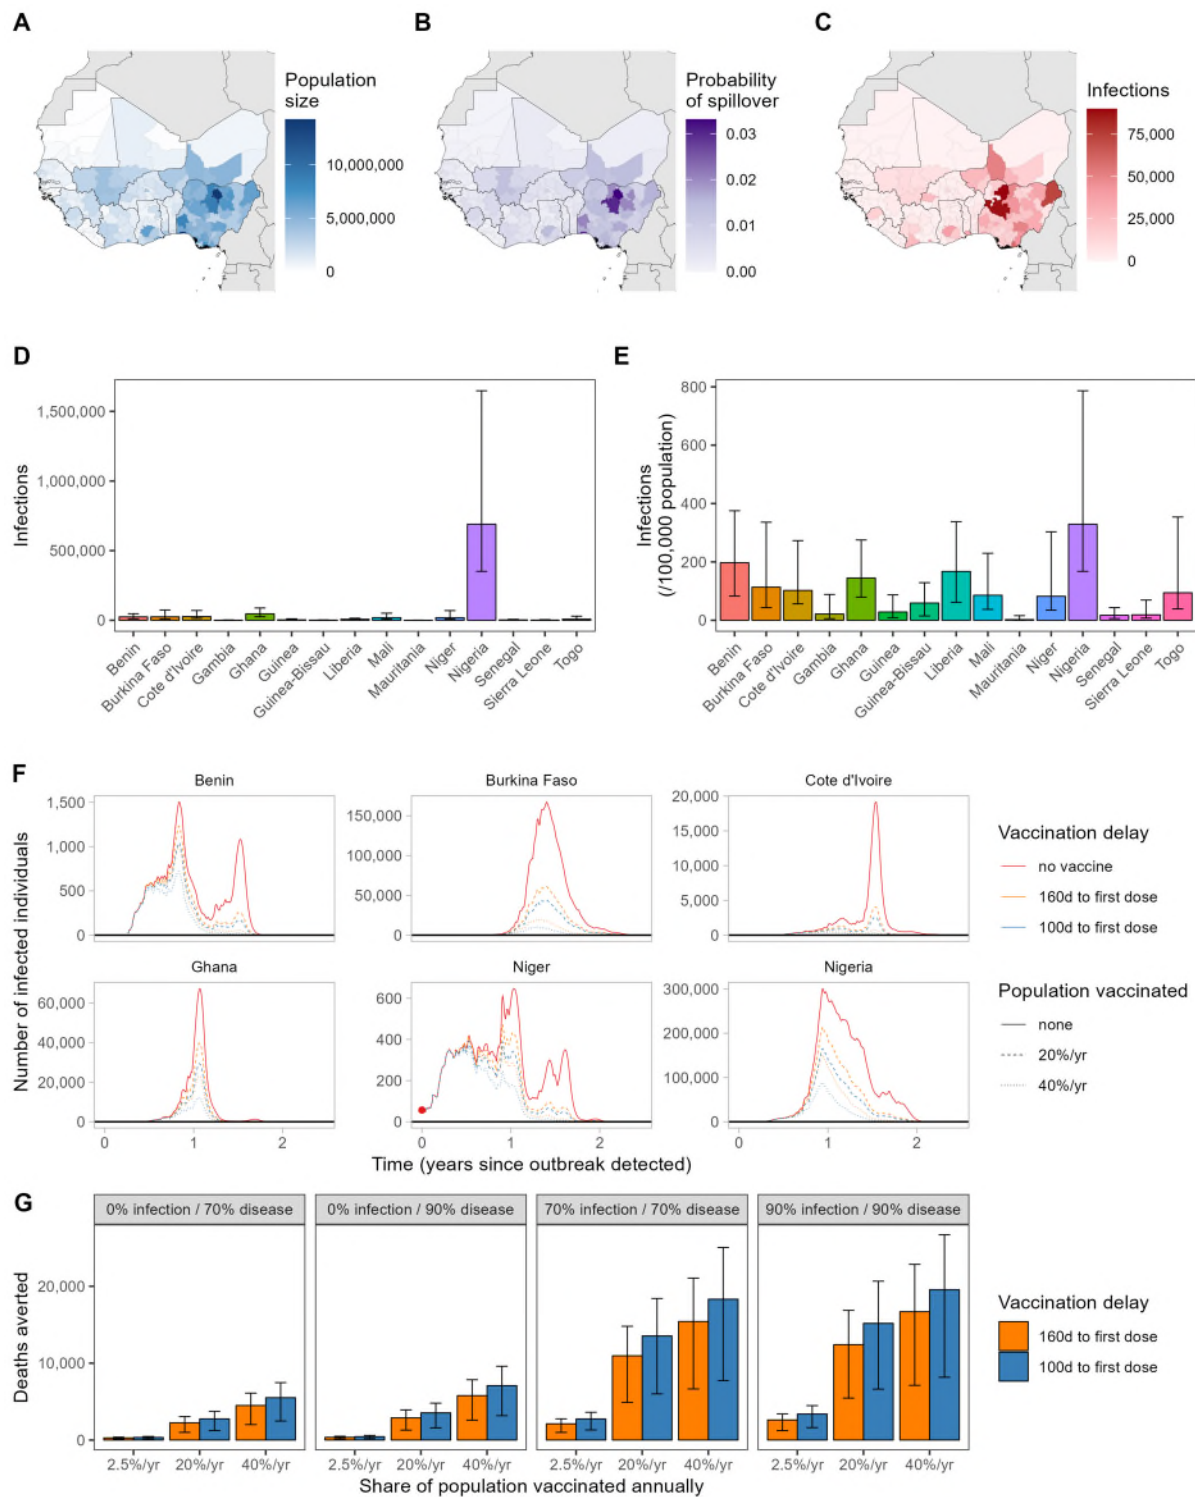 A
B
C
Population
size
10,000,000
5,000,000
0
Probability
of spillover
0.03
0.02
0.01
0.00
Infections
75,000
50,000
25,000
0
D
Infections
1,500,000
1,000,000
500,000
0
Benin
Burkina Faso
Cote d'Ivoire
Gambia
Ghana
Guinea
Guinea-Bissau
Liberia
Mali
Mauritania
Niger
Nigeria
Senegal
Sierra Leone
Togo
E
Infections
(/100,000 population)
800
600
400
200
0
Benin
Burkina Faso
Cote d'Ivoire
Gambia
Ghana
Guinea
Guinea-Bissau
Liberia
Mali
Mauritania
Niger
Nigeria
Senegal
Sierra Leone
Togo
F
Number of infected individuals
Benin
1,500
1,000
500
0
Burkina Faso
150,000
100,000
50,000
0
Cote d'Ivoire
20,000
15,000
10,000
5,000
0
Ghana
60,000
40,000
20,000
0
0 1 2
Niger
600
400
200
0
0 1 2
Nigeria
300,000
200,000
100,000
0
0 1 2
Time (years since outbreak detected)
Vaccination delay
no vaccine
160d to first dose
100d to first dose
Population vaccinated
none
20%/yr
40%/yr
G
Deaths averted
20,000
10,000
0
0% infection / 70% disease
0% infection / 90% disease
70% infection / 70% disease
90% infection / 90% disease
2.5%/yr 20%/yr 40%/yr
2.5%/yr 20%/yr 40%/yr
2.5%/yr 20%/yr 40%/yr
2.5%/yr 20%/yr 40%/yr
Share of population vaccinated annually
Vaccination delay
160d to first dose
100d to first dose